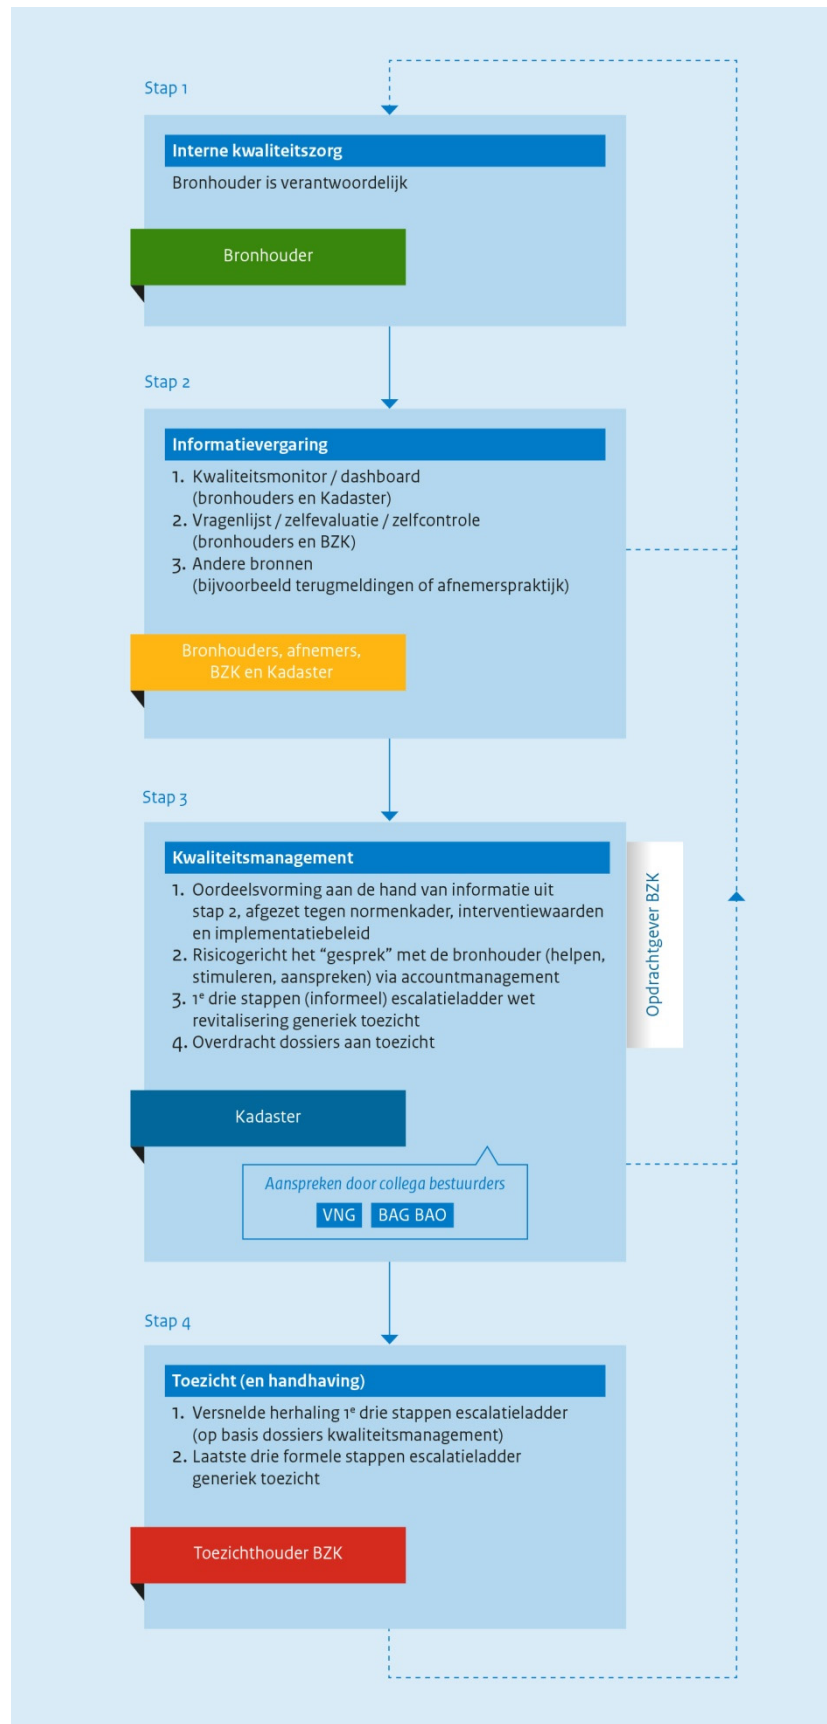 Stap 1
Interne kwaliteitszorg
Bronhouder is verantwoordelijk
Bronhouder
Stap 2
Informatievergaring
1. Kwaliteitsmonitor / dashboard
(bronhouders en Kadaster)
2. Vragenlijst / zelfevaluatie / zelfcontrole
(bronhouders en BZK)
3. Andere bronnen
(bijvoorbeeld terugmeldingen of afnemerspraktijk)
Bronhouders, afnemers,
BZK en Kadaster
Stap 3
Kwaliteitsmanagement
1. Oordeelsvorming aan de hand van informatie uit
stap 2, afgezet tegen normenkader, interventiewaarden
en implementatiebeleid
2. Risicogericht het “gesprek” met de bronhouder (helpen,
stimuleren, aanspreken) via accountmanagement
3. 1e drie stappen (informeel) escalatieladder wet
revitalisering generiek toezicht
4. Overdracht dossiers aan toezicht
Opdrachtgever BZK
Kadaster
Aanspreken door collega bestuurders
VNG BAG BAO
Stap 4
Toezicht (en handhaving)
1. Versnelde herhaling 1e drie stappen escalatieladder
(op basis dossiers kwaliteitsmanagement)
2. Laatste drie formele stappen escalatieladder
generiek toezicht
Toezichthouder BZK